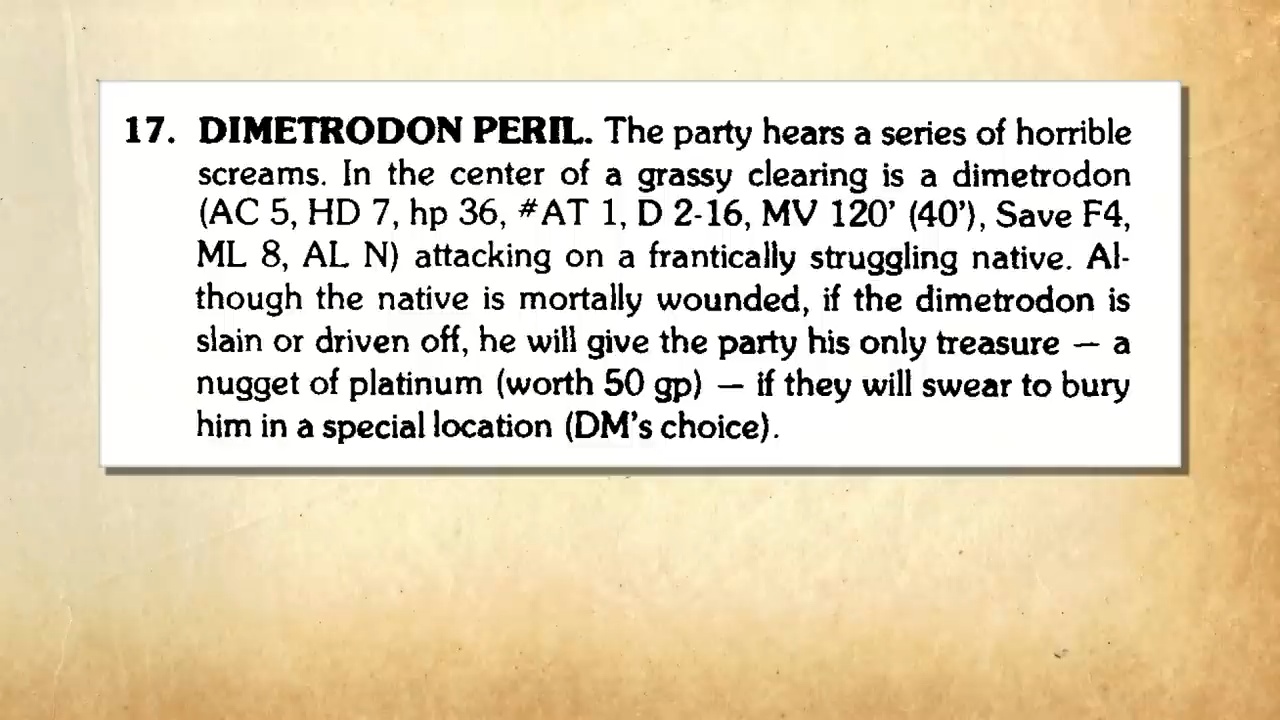 17. DIMETRODON PERIL. The party hears a series of horrible
screams. In the center of a grassy clearing is a dimetrodon
(AC 5, HD 7, hp 36, #AT 1, D 2-16, MV 120' (40'), Save F4,
ML 8, AL N) attacking on a frantically struggling native. Al-
though the native is mortally wounded, if the dimetrodon is
slain or driven off, he will give the party his only treasure — a
nugget of platinum (worth 50 gp) — if they will swear to bury
him in a special location (DM's choice).